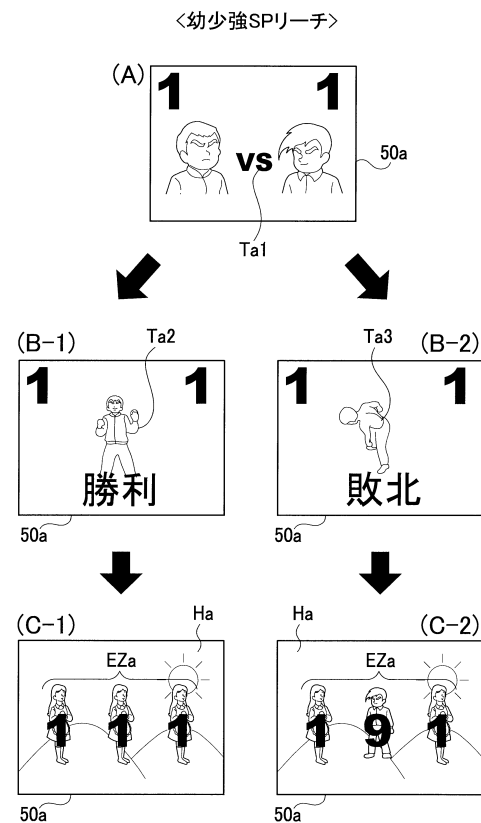 <幼少強SPリーチ>
(A)
1 1
vs
50a
Ta1
(B-1) Ta2
1 1
勝利
50a
Ta3 (B-2)
1 1
敗北
50a
(C-1) Ha
EZa
1 1 1
50a
Ha (C-2)
EZa
1 9 1
50a